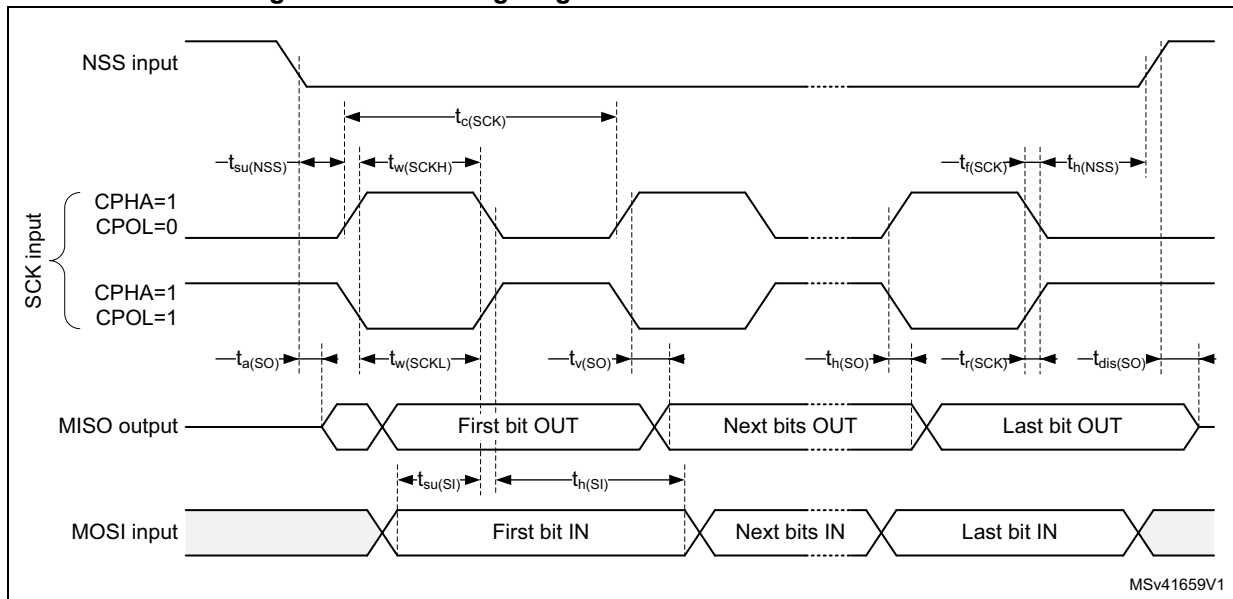 NSS input
tc(SCK)
tsu(NSS) tw(SCKH) tf(SCK) th(NSS)
SCK input
CPHA=1
CPOL=0
CPHA=1
CPOL=1
ta(SO) tw(SCKL) tv(SO) th(SO) tr(SCK) tdis(SO)
MISO output First bit OUT Next bits OUT Last bit OUT
tsu(SI) th(SI)
MOSI input First bit IN Next bits IN Last bit IN
MSv41659V1